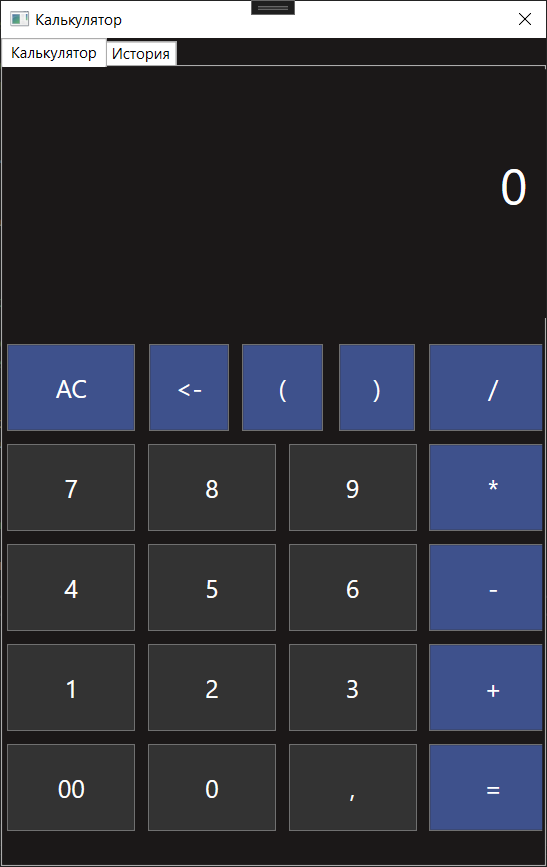 Калькулятор
Калькулятор История
0
AC <- ( ) /
7 8 9 *
4 5 6 -
1 2 3 +
00 0 , =